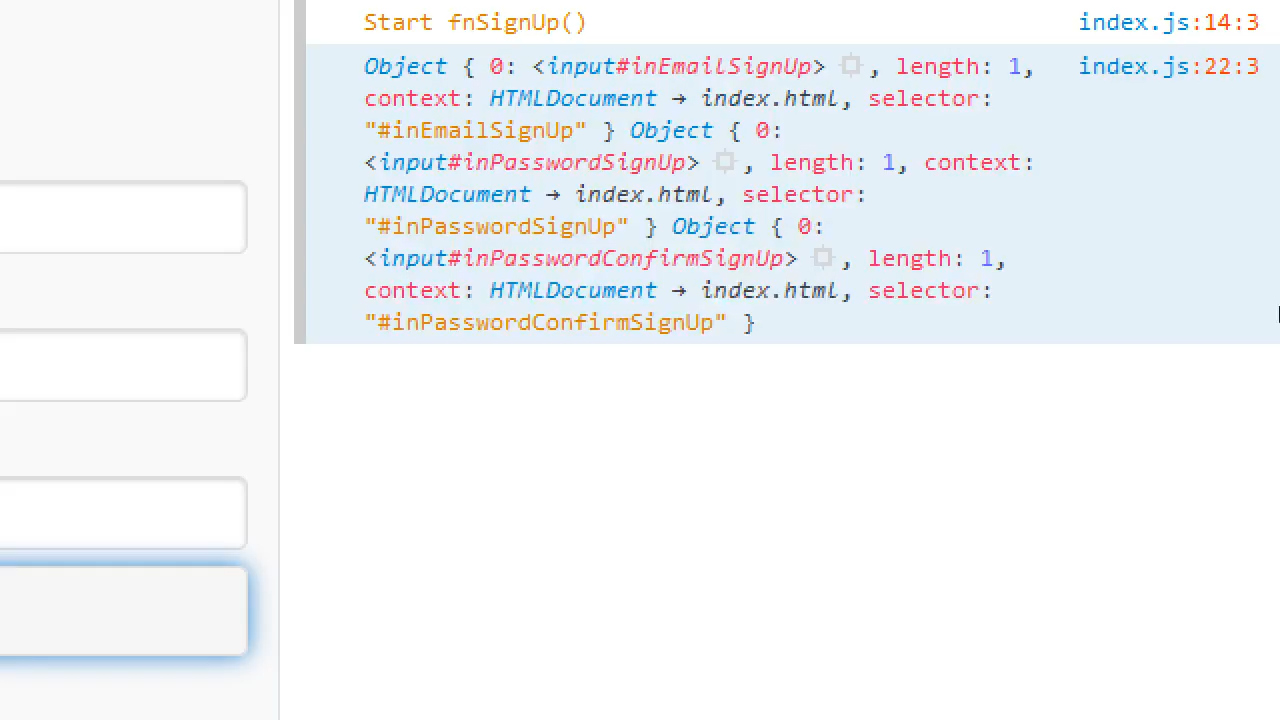 Start fnSignUp() index.js:14:3
Object { 0: <input#inEmailSignUp> , length: 1, index.js:22:3
context: HTMLDocument → index.html, selector:
"#inEmailSignUp" } Object { 0:
<input#inPasswordSignUp> , length: 1, context:
HTMLDocument → index.html, selector:
"#inPasswordSignUp" } Object { 0:
<input#inPasswordConfirmSignUp> , length: 1,
context: HTMLDocument → index.html, selector:
"#inPasswordConfirmSignUp" }